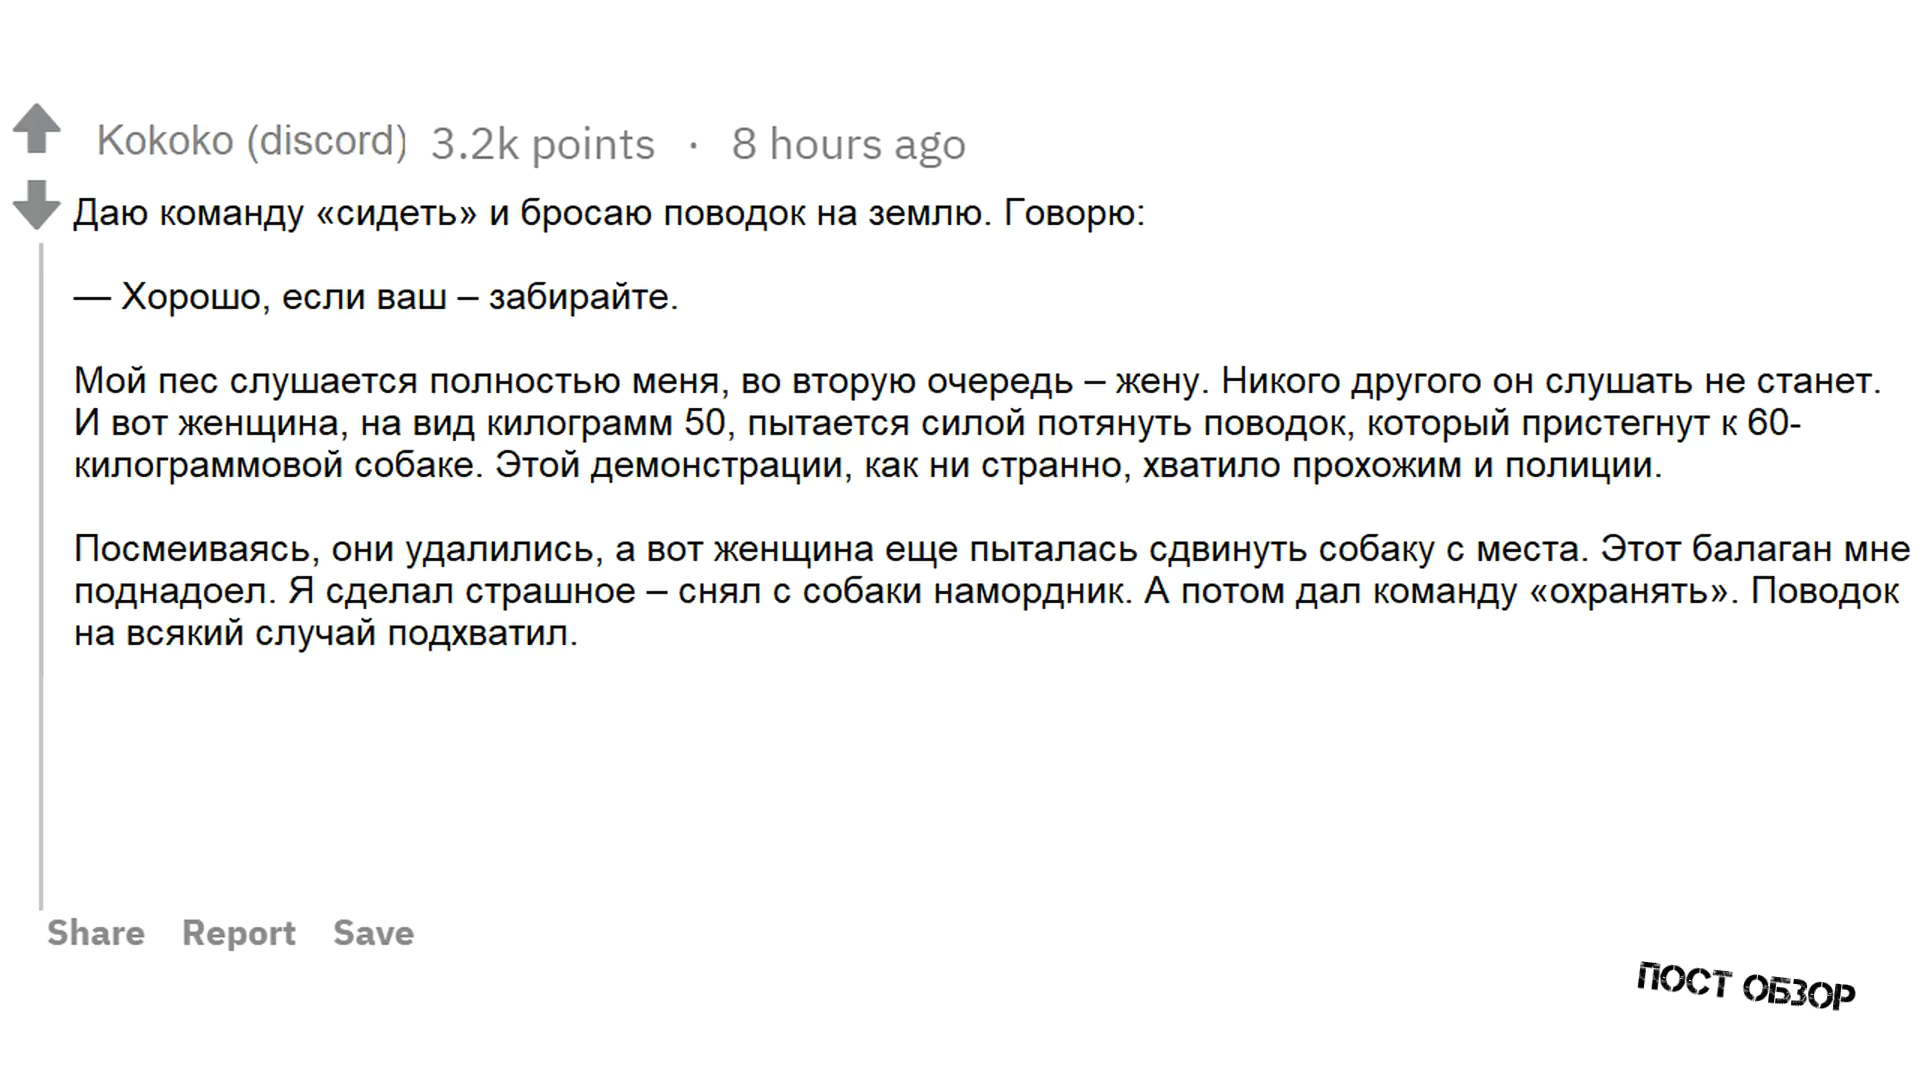 Kokoko (discord) 3.2k points · 8 hours ago
Даю команду «сидеть» и бросаю поводок на землю. Говорю:
— Хорошо, если ваш – забирайте.
Мой пес слушается полностью меня, во вторую очередь – жену. Никого другого он слушать не станет.
И вот женщина, на вид килограмм 50, пытается силой потянуть поводок, который пристегнут к 60-
килограммовой собаке. Этой демонстрации, как ни странно, хватило прохожим и полиции.
Посмеиваясь, они удалились, а вот женщина еще пыталась сдвинуть собаку с места. Этот балаган мне
поднадоел. Я сделал страшное – снял с собаки намордник. А потом дал команду «охранять». Поводок
на всякий случай подхватил.
Share Report Save
ПОСТ ОБЗОР